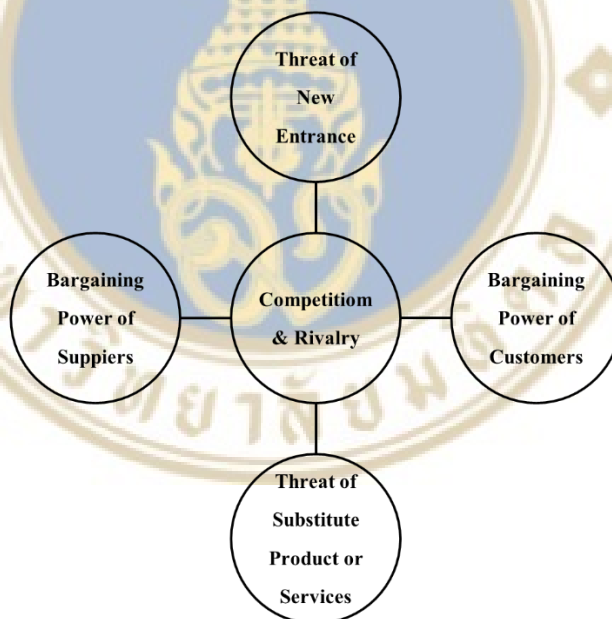 Threat of
New
Entrance
Bargaining
Power of
Suppiers
Competitiom
& Rivalry
Bargaining
Power of
Customers
Threat of
Substitute
Product or
Services